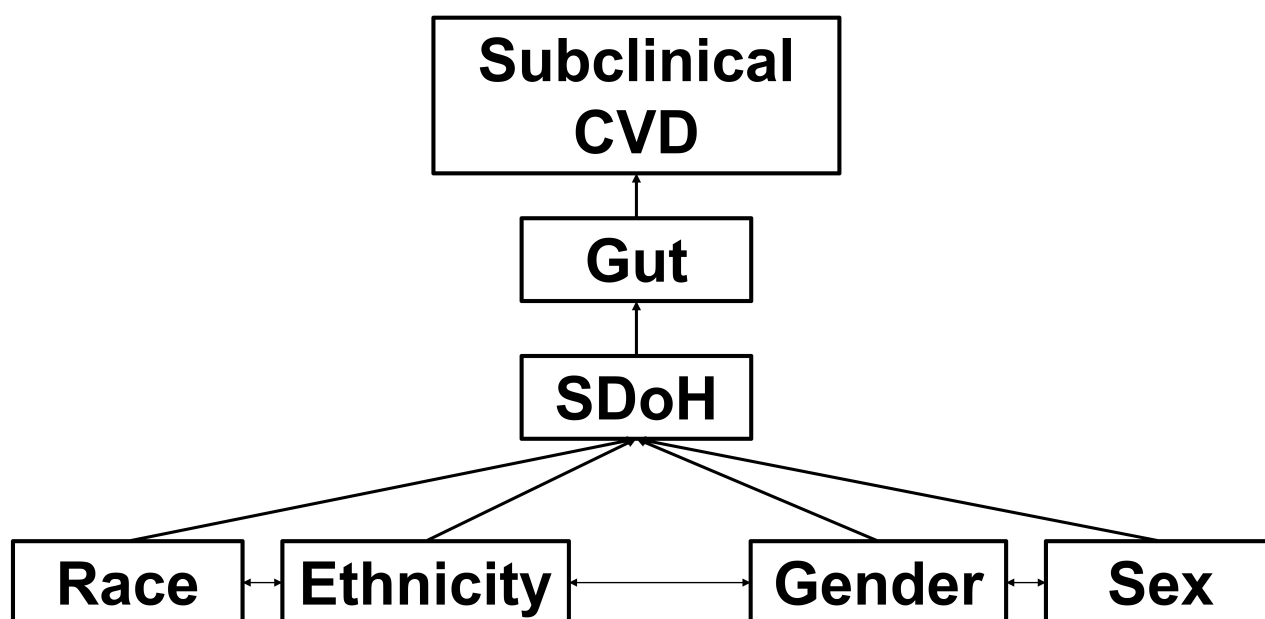 Subclinical
CVD
Gut
SDoH
Race
Ethnicity
Gender
Sex